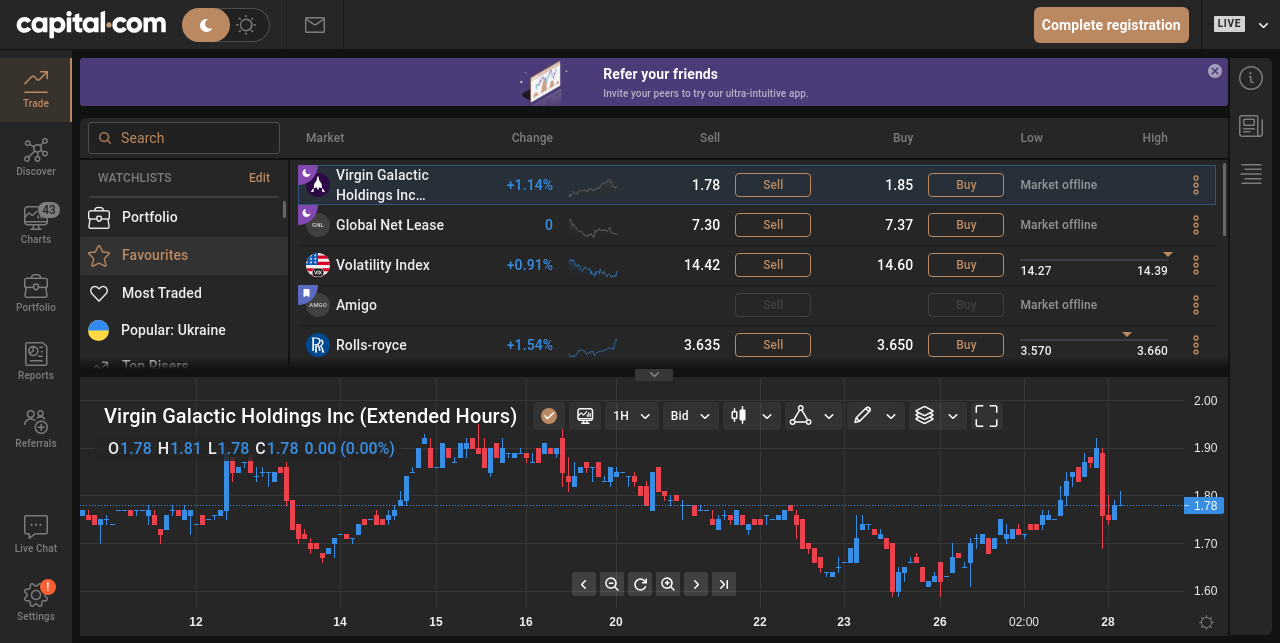 capital.com
Complete registration
LIVE
Refer your friends
Invite your peers to try our ultra-intuitive app.
Trade
Discover
43
Charts
Portfolio
Reports
Referrals
Live Chat
!
Settings
Search
WATCHLISTS Edit
Portfolio
Favourites
Most Traded
Popular: Ukraine
Top Risers
Market Change Sell Buy Low High
Virgin Galactic
Holdings Inc... +1.14% 1.78 Sell 1.85 Buy Market offline
GNL Global Net Lease 0 7.30 Sell 7.37 Buy Market offline
VIX Volatility Index +0.91% 14.42 Sell 14.60 Buy 14.27 14.39
AMGO Amigo Sell Buy Market offline
Rolls-royce +1.54% 3.635 Sell 3.650 Buy 3.570 3.660
Virgin Galactic Holdings Inc (Extended Hours) 1H Bid
O1.78 H1.81 L1.78 C1.78 0.00 (0.00%)
2.00
1.90
1.80
1.78
1.70
1.60
12 14 15 16 20 22 23 26 02:00 28